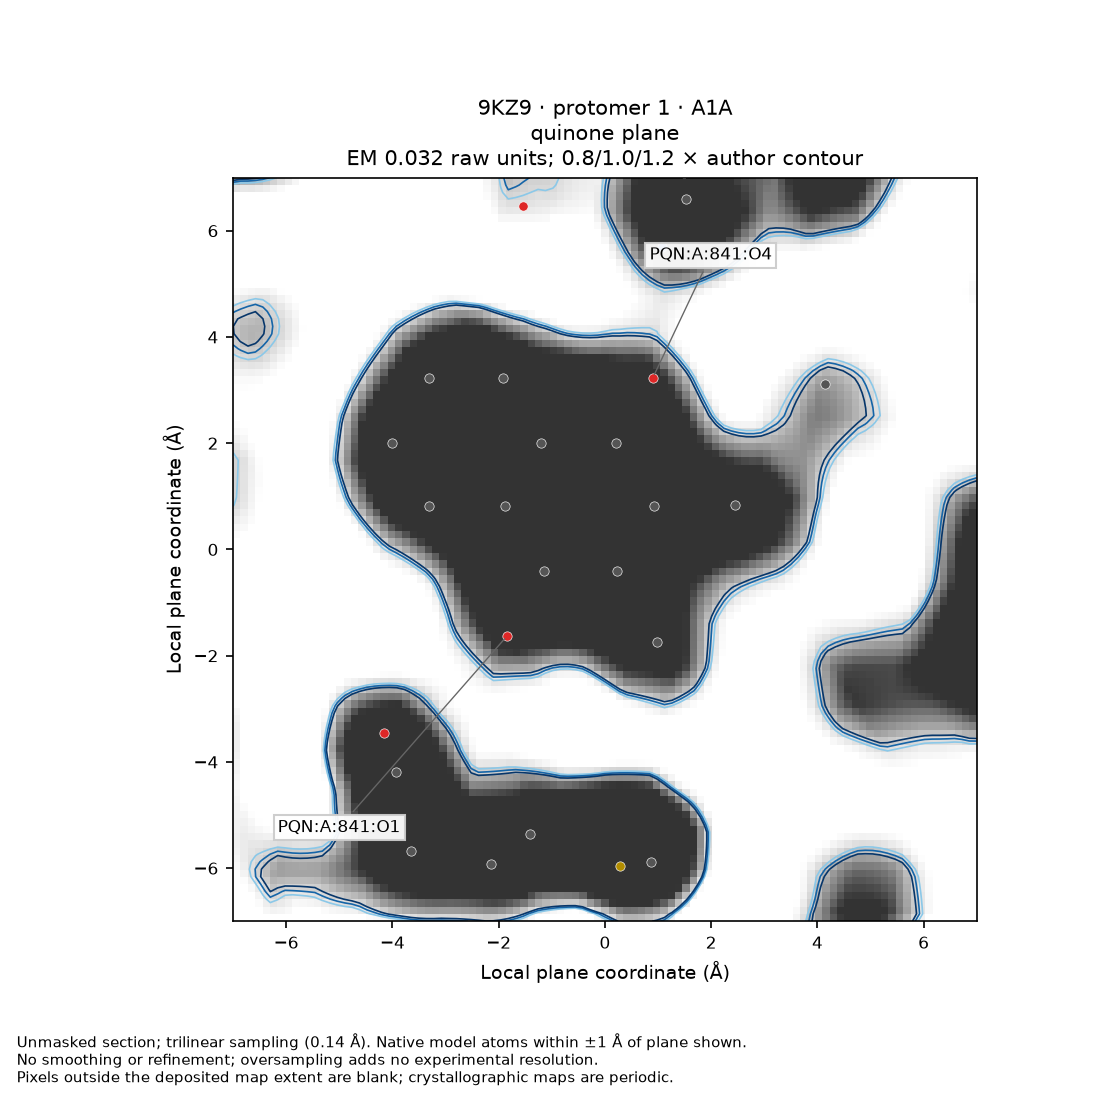 9KZ9 · protomer 1 · A1A
quinone plane
EM 0.032 raw units; 0.8/1.0/1.2 × author contour
PQN:A:841:O4
PQN:A:841:O1
6
4
2
0
−2
−4
−6
Local plane coordinate (Å)
−6 −4 −2 0 2 4 6
Local plane coordinate (Å)
Unmasked section; trilinear sampling (0.14 Å). Native model atoms within ±1 Å of plane shown.
No smoothing or refinement; oversampling adds no experimental resolution.
Pixels outside the deposited map extent are blank; crystallographic maps are periodic.